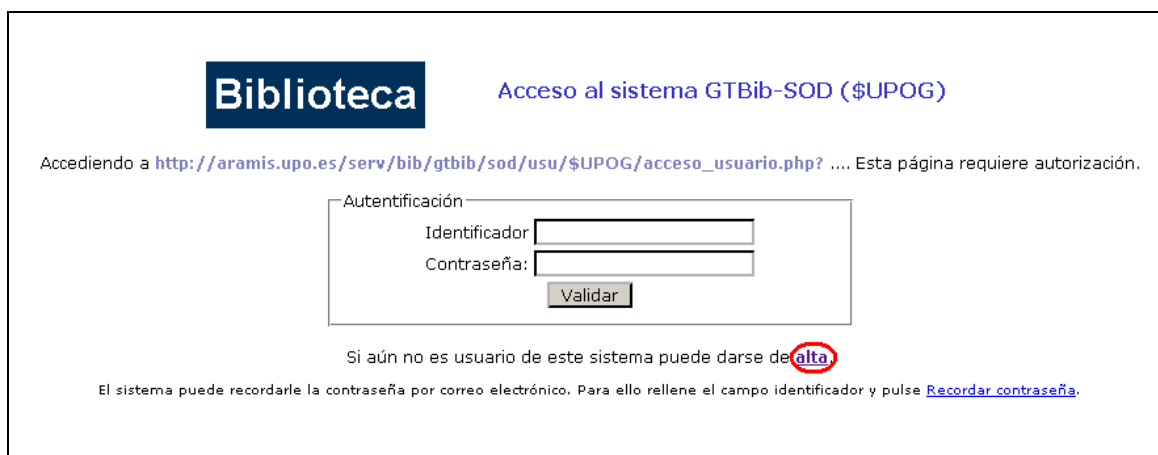 Biblioteca
Acceso al sistema GTBib-SOD ($UPOG)
Accediendo a http://aramis.upo.es/serv/bib/gtbib/sod/usu/$UPOG/acceso_usuario.php? .... Esta página requiere autorización.
Autentificación
Identificador
Contraseña:
Validar
Si aún no es usuario de este sistema puede darse de alta.
El sistema puede recordarle la contraseña por correo electrónico. Para ello rellene el campo identificador y pulse Recordar contraseña.